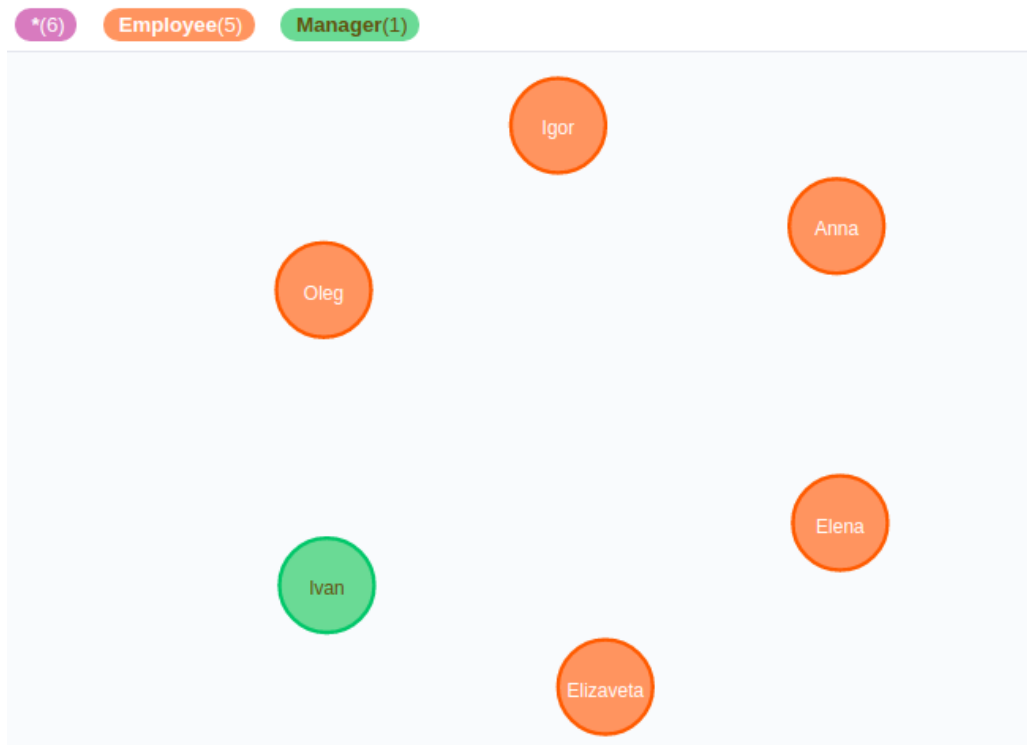 *(6) Employee(5) Manager(1)
Igor
Anna
Oleg
Elena
Ivan
Elizaveta